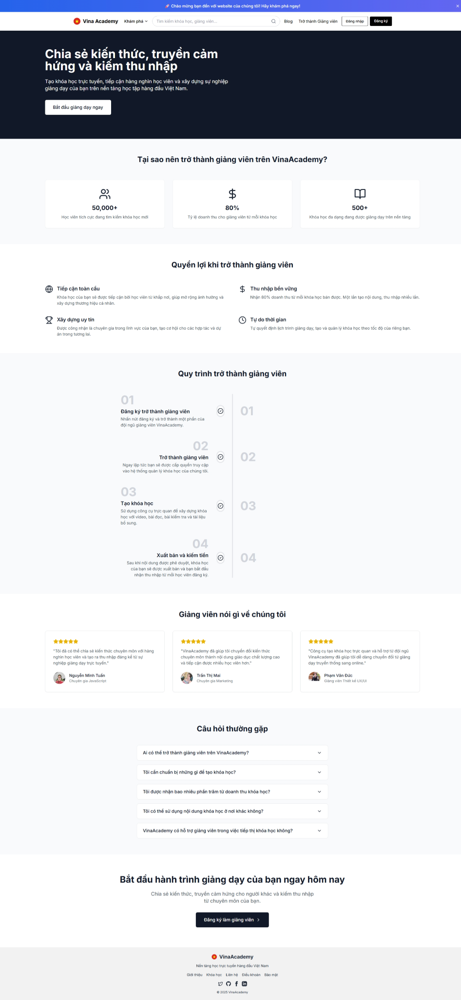 🚀 Chào mừng bạn đến với website của chúng tôi! Hãy khám phá ngay!
Vina Academy
Khám phá
Tìm kiếm khóa học, giảng viên...
Blog
Trở thành Giảng viên
Đăng nhập
Đăng ký
Chia sẻ kiến thức, truyền cảm
hứng và kiếm thu nhập
Tạo khóa học trực tuyến, tiếp cận hàng nghìn học viên và xây dựng sự nghiệp
giảng dạy của bạn trên nền tảng học tập hàng đầu Việt Nam.
Bắt đầu giảng dạy ngay
Tại sao nên trở thành giảng viên trên VinaAcademy?
50,000+
Học viên tích cực đang tìm kiếm khóa học mới
80%
Tỷ lệ doanh thu cho giảng viên từ mỗi khóa học
500+
Khóa học đa dạng đang được giảng dạy trên nền tảng
Quyền lợi khi trở thành giảng viên
Tiếp cận toàn cầu
Khóa học của bạn sẽ được tiếp cận bởi học viên từ khắp nơi, giúp mở rộng ảnh hưởng và
xây dựng thương hiệu cá nhân.
Thu nhập bền vững
Nhận 80% doanh thu từ mỗi khóa học bán được. Một lần tạo nội dung, thu nhập nhiều lần.
Xây dựng uy tín
Được công nhận là chuyên gia trong lĩnh vực của bạn, tạo cơ hội cho các hợp tác và dự
án trong tương lai.
Tự do thời gian
Tự quyết định lịch trình giảng dạy, tạo và quản lý khóa học theo tốc độ của riêng bạn.
Quy trình trở thành giảng viên
01
Đăng ký trở thành giảng viên
Nhấn nút đăng ký và trở thành một phần của
đội ngũ giảng viên VinaAcademy.
01
02
Trở thành giảng viên
Ngay lập tức bạn sẽ được cấp quyền truy cập
vào hệ thống quản lý khóa học của chúng tôi.
02
03
Tạo khóa học
Sử dụng công cụ trực quan để xây dựng khóa
học với video, bài đọc, bài kiểm tra và tài liệu
bổ sung.
03
04
Xuất bản và kiếm tiền
Sau khi nội dung được phê duyệt, khóa học
của bạn sẽ được xuất bản và bạn bắt đầu
nhận thu nhập từ mỗi học viên đăng ký.
04
Giảng viên nói gì về chúng tôi
"Tôi đã có thể chia sẻ kiến thức chuyên môn với hàng
nghìn học viên và tạo ra thu nhập đáng kể từ sự
nghiệp giảng dạy trực tuyến."
Nguyễn Minh Tuấn
Chuyên gia JavaScript
"VinaAcademy đã giúp tôi chuyển đổi kiến thức
chuyên môn thành nội dung giáo dục chất lượng cao
và tiếp cận được nhiều học viên hơn."
Trần Thị Mai
Chuyên gia Marketing
"Công cụ tạo khóa học trực quan và hỗ trợ từ đội ngũ
VinaAcademy đã giúp tôi dễ dàng chuyển đổi từ giảng
dạy truyền thống sang online."
Phạm Văn Đức
Giảng viên Thiết kế UX/UI
Câu hỏi thường gặp
Ai có thể trở thành giảng viên trên VinaAcademy?
Tôi cần chuẩn bị những gì để tạo khóa học?
Tôi được nhận bao nhiêu phần trăm từ doanh thu khóa học?
Tôi có thể sử dụng nội dung khóa học ở nơi khác không?
VinaAcademy có hỗ trợ giảng viên trong việc tiếp thị khóa học không?
Bắt đầu hành trình giảng dạy của bạn ngay hôm nay
Chia sẻ kiến thức, truyền cảm hứng cho người khác và kiếm thu nhập
từ chuyên môn của bạn.
Đăng ký làm giảng viên
VinaAcademy
Nền tảng học trực tuyến hàng đầu Việt Nam
Giới thiệu
Khóa học
Liên hệ
Điều khoản
Bảo mật
© 2025 VinaAcademy